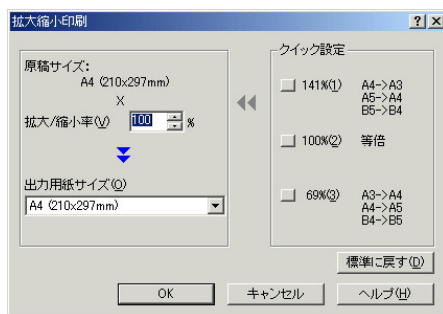 拡大縮小印刷
原稿サイズ:
A4 (210x297mm)
X
拡大/縮小率(V) 100 %
出力用紙サイズ(O)
A4 (210x297mm)
クイック設定
141%(1) A4->A3
A5->A4
B5->B4
100%(2) 等倍
69%(3) A3->A4
A4->A5
B4->B5
標準に戻す(D)
OK キャンセル ヘルプ(H)